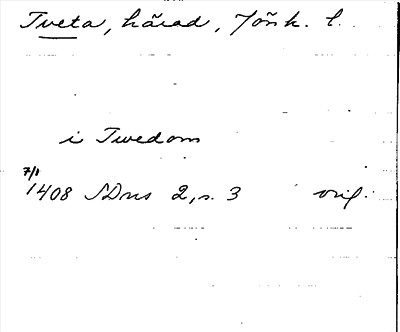 Tveta, härad, Jönk. l.
i Twedom
7/1
1408 SDns 2, s. 3 orig.